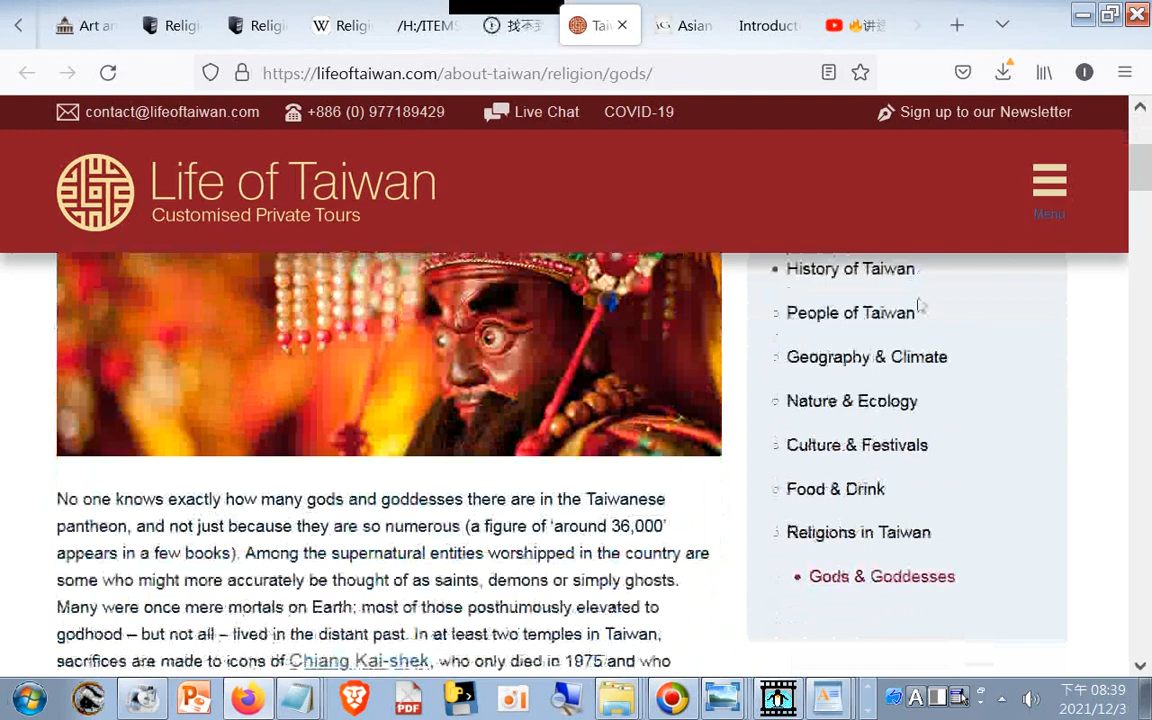 Art an
Religi
Religi
Religi
/H:/ITEMS
找不到
Tai
Asian
Introduct
https://lifeoftaiwan.com/about-taiwan/religion/gods/
contact@lifeoftaiwan.com
+886 (0) 977189429
Live Chat
COVID-19
Sign up to our Newsletter
Life of Taiwan
Customised Private Tours
Menu
History of Taiwan
People of Taiwan
Geography & Climate
Nature & Ecology
Culture & Festivals
Food & Drink
Religions in Taiwan
Gods & Goddesses
No one knows exactly how many gods and goddesses there are in the Taiwanese
pantheon, and not just because they are so numerous (a figure of ‘around 36,000’
appears in a few books). Among the supernatural entities worshipped in the country are
some who might more accurately be thought of as saints, demons or simply ghosts.
Many were once mere mortals on Earth; most of those posthumously elevated to
godhood – but not all – lived in the distant past. In at least two temples in Taiwan,
sacrifices are made to icons of Chiang Kai-shek, who only died in 1975 and who
PDF
A
下午 08:39
2021/12/3